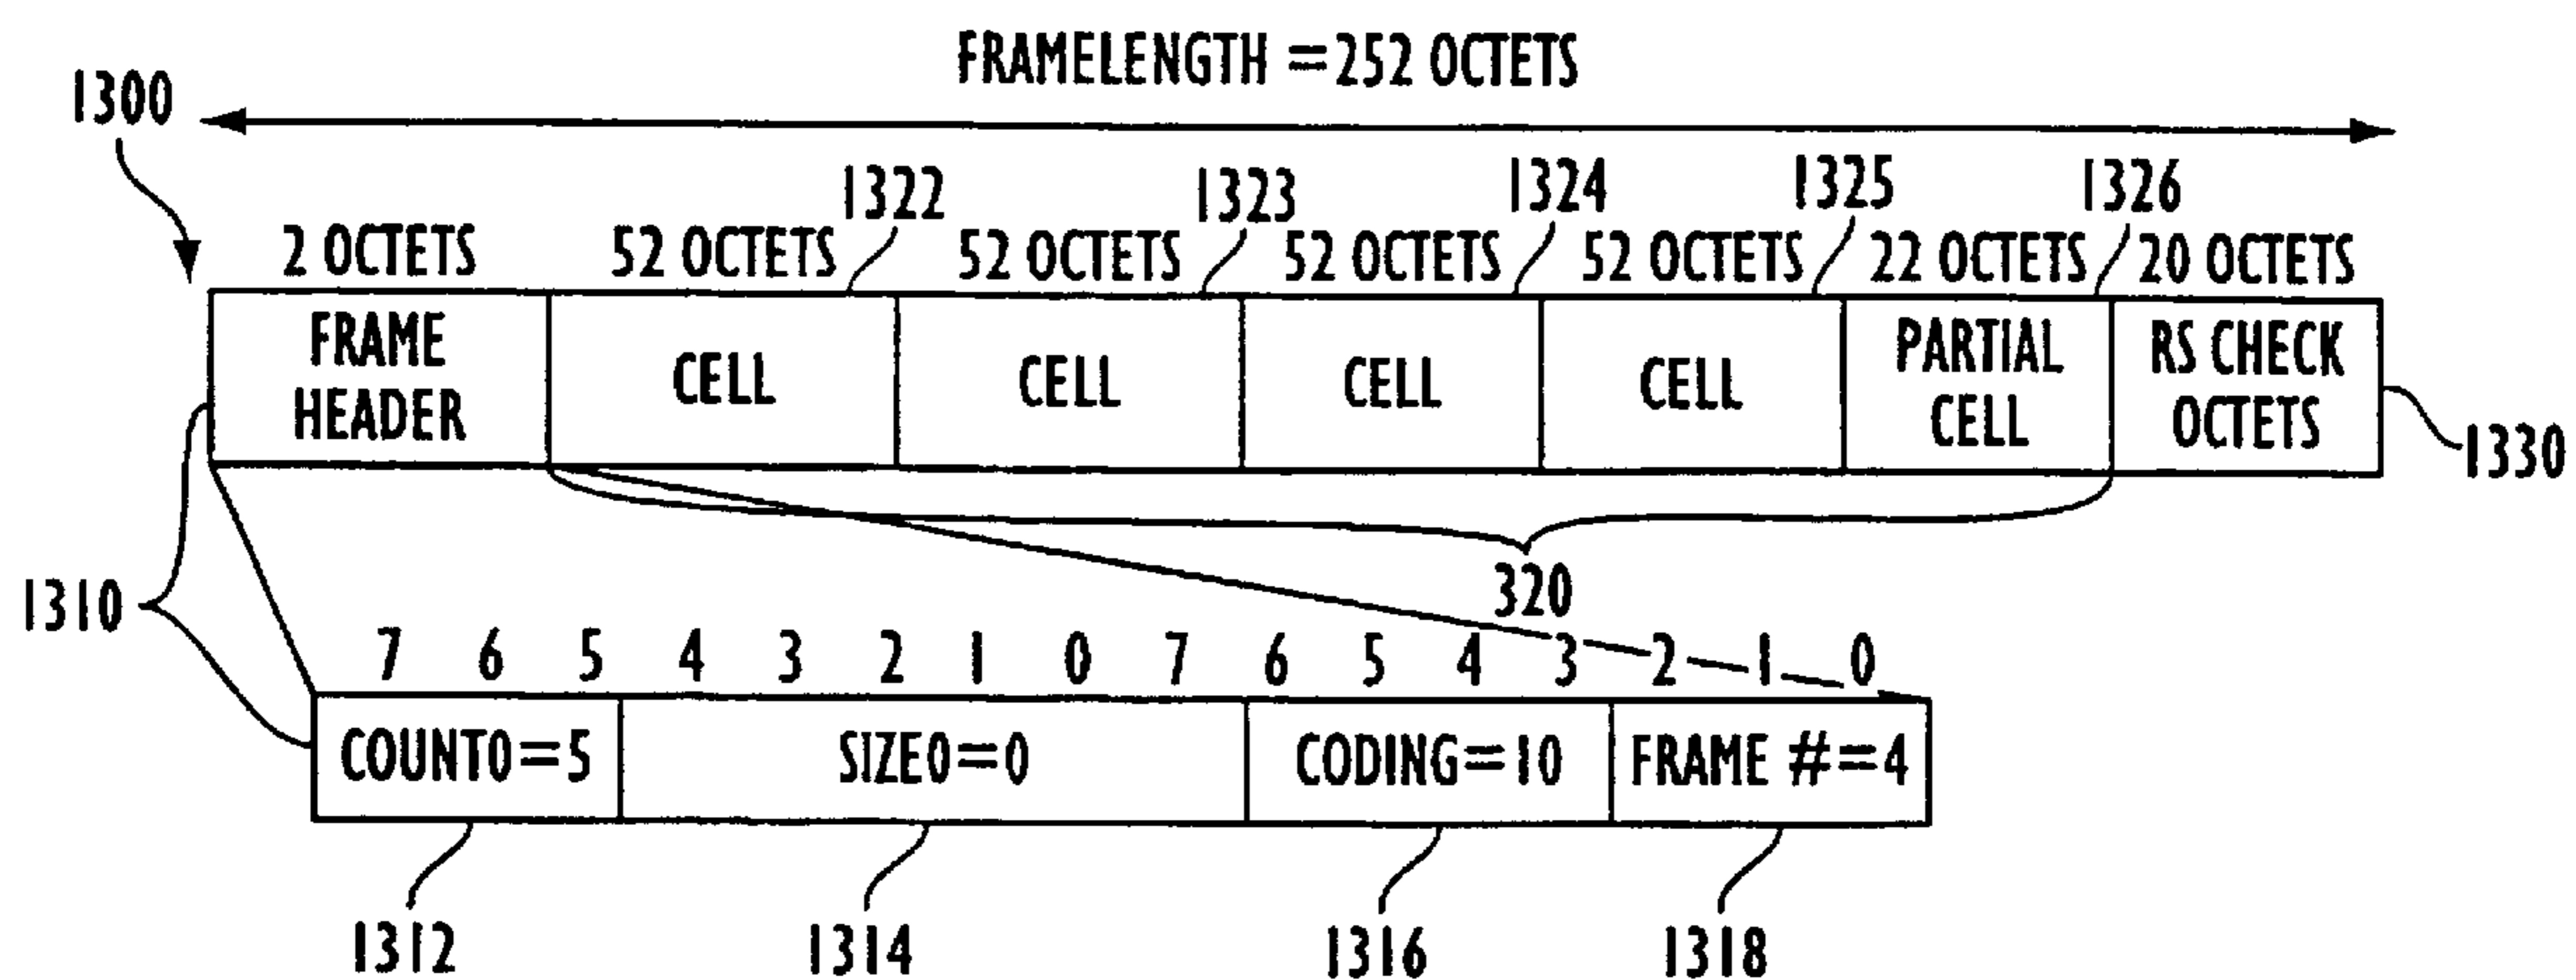 FRAMELENGTH =252 OCTETS
1300
1322 1323 1324 1325 1326
2 OCTETS 52 OCTETS 52 OCTETS 52 OCTETS 52 OCTETS 22 OCTETS 20 OCTETS
FRAME HEADER CELL CELL CELL CELL PARTIAL CELL RS CHECK OCTETS
1330
320
1310
7 6 5 4 3 2 1 0 7 6 5 4 3 2 1 0
COUNT0=5 SIZE0=0 CODING=10 FRAME #=4
1312 1314 1316 1318